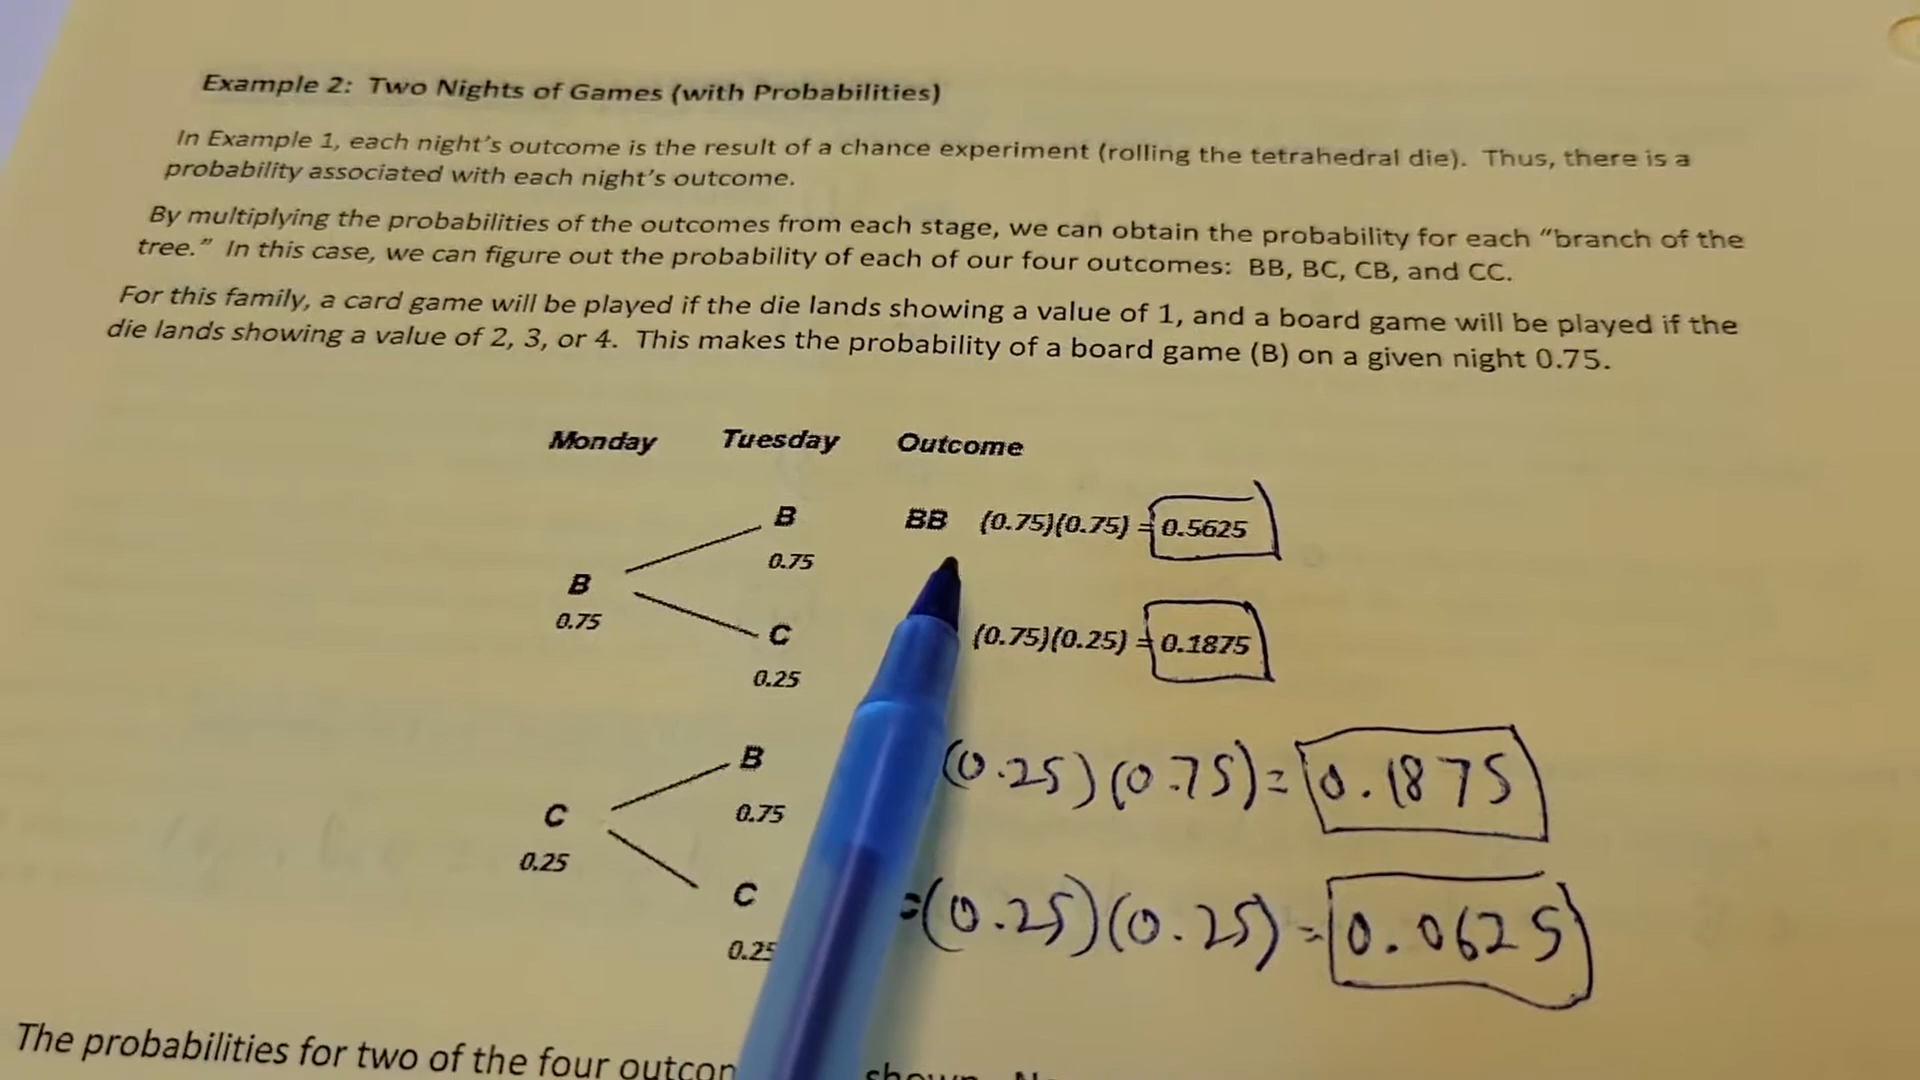 Example 2: Two Nights of Games (with Probabilities)
In Example 1, each night's outcome is the result of a chance experiment (rolling the tetrahedral die). Thus, there is a
probability associated with each night's outcome.
By multiplying the probabilities of the outcomes from each stage, we can obtain the probability for each "branch of the
tree." In this case, we can figure out the probability of each of our four outcomes: BB, BC, CB, and CC.
For this family, a card game will be played if the die lands showing a value of 1, and a board game will be played if the
die lands showing a value of 2, 3, or 4. This makes the probability of a board game (B) on a given night 0.75.
Monday Tuesday Outcome
B BB (0.75)(0.75) = 0.5625
0.75
B
0.75
C (0.75)(0.25) = 0.1875
0.25
B (0.25)(0.75) = 0.1875
0.75
C
0.25
C =(0.25)(0.25) = 0.0625
0.25
The probabilities for two of the four shown.